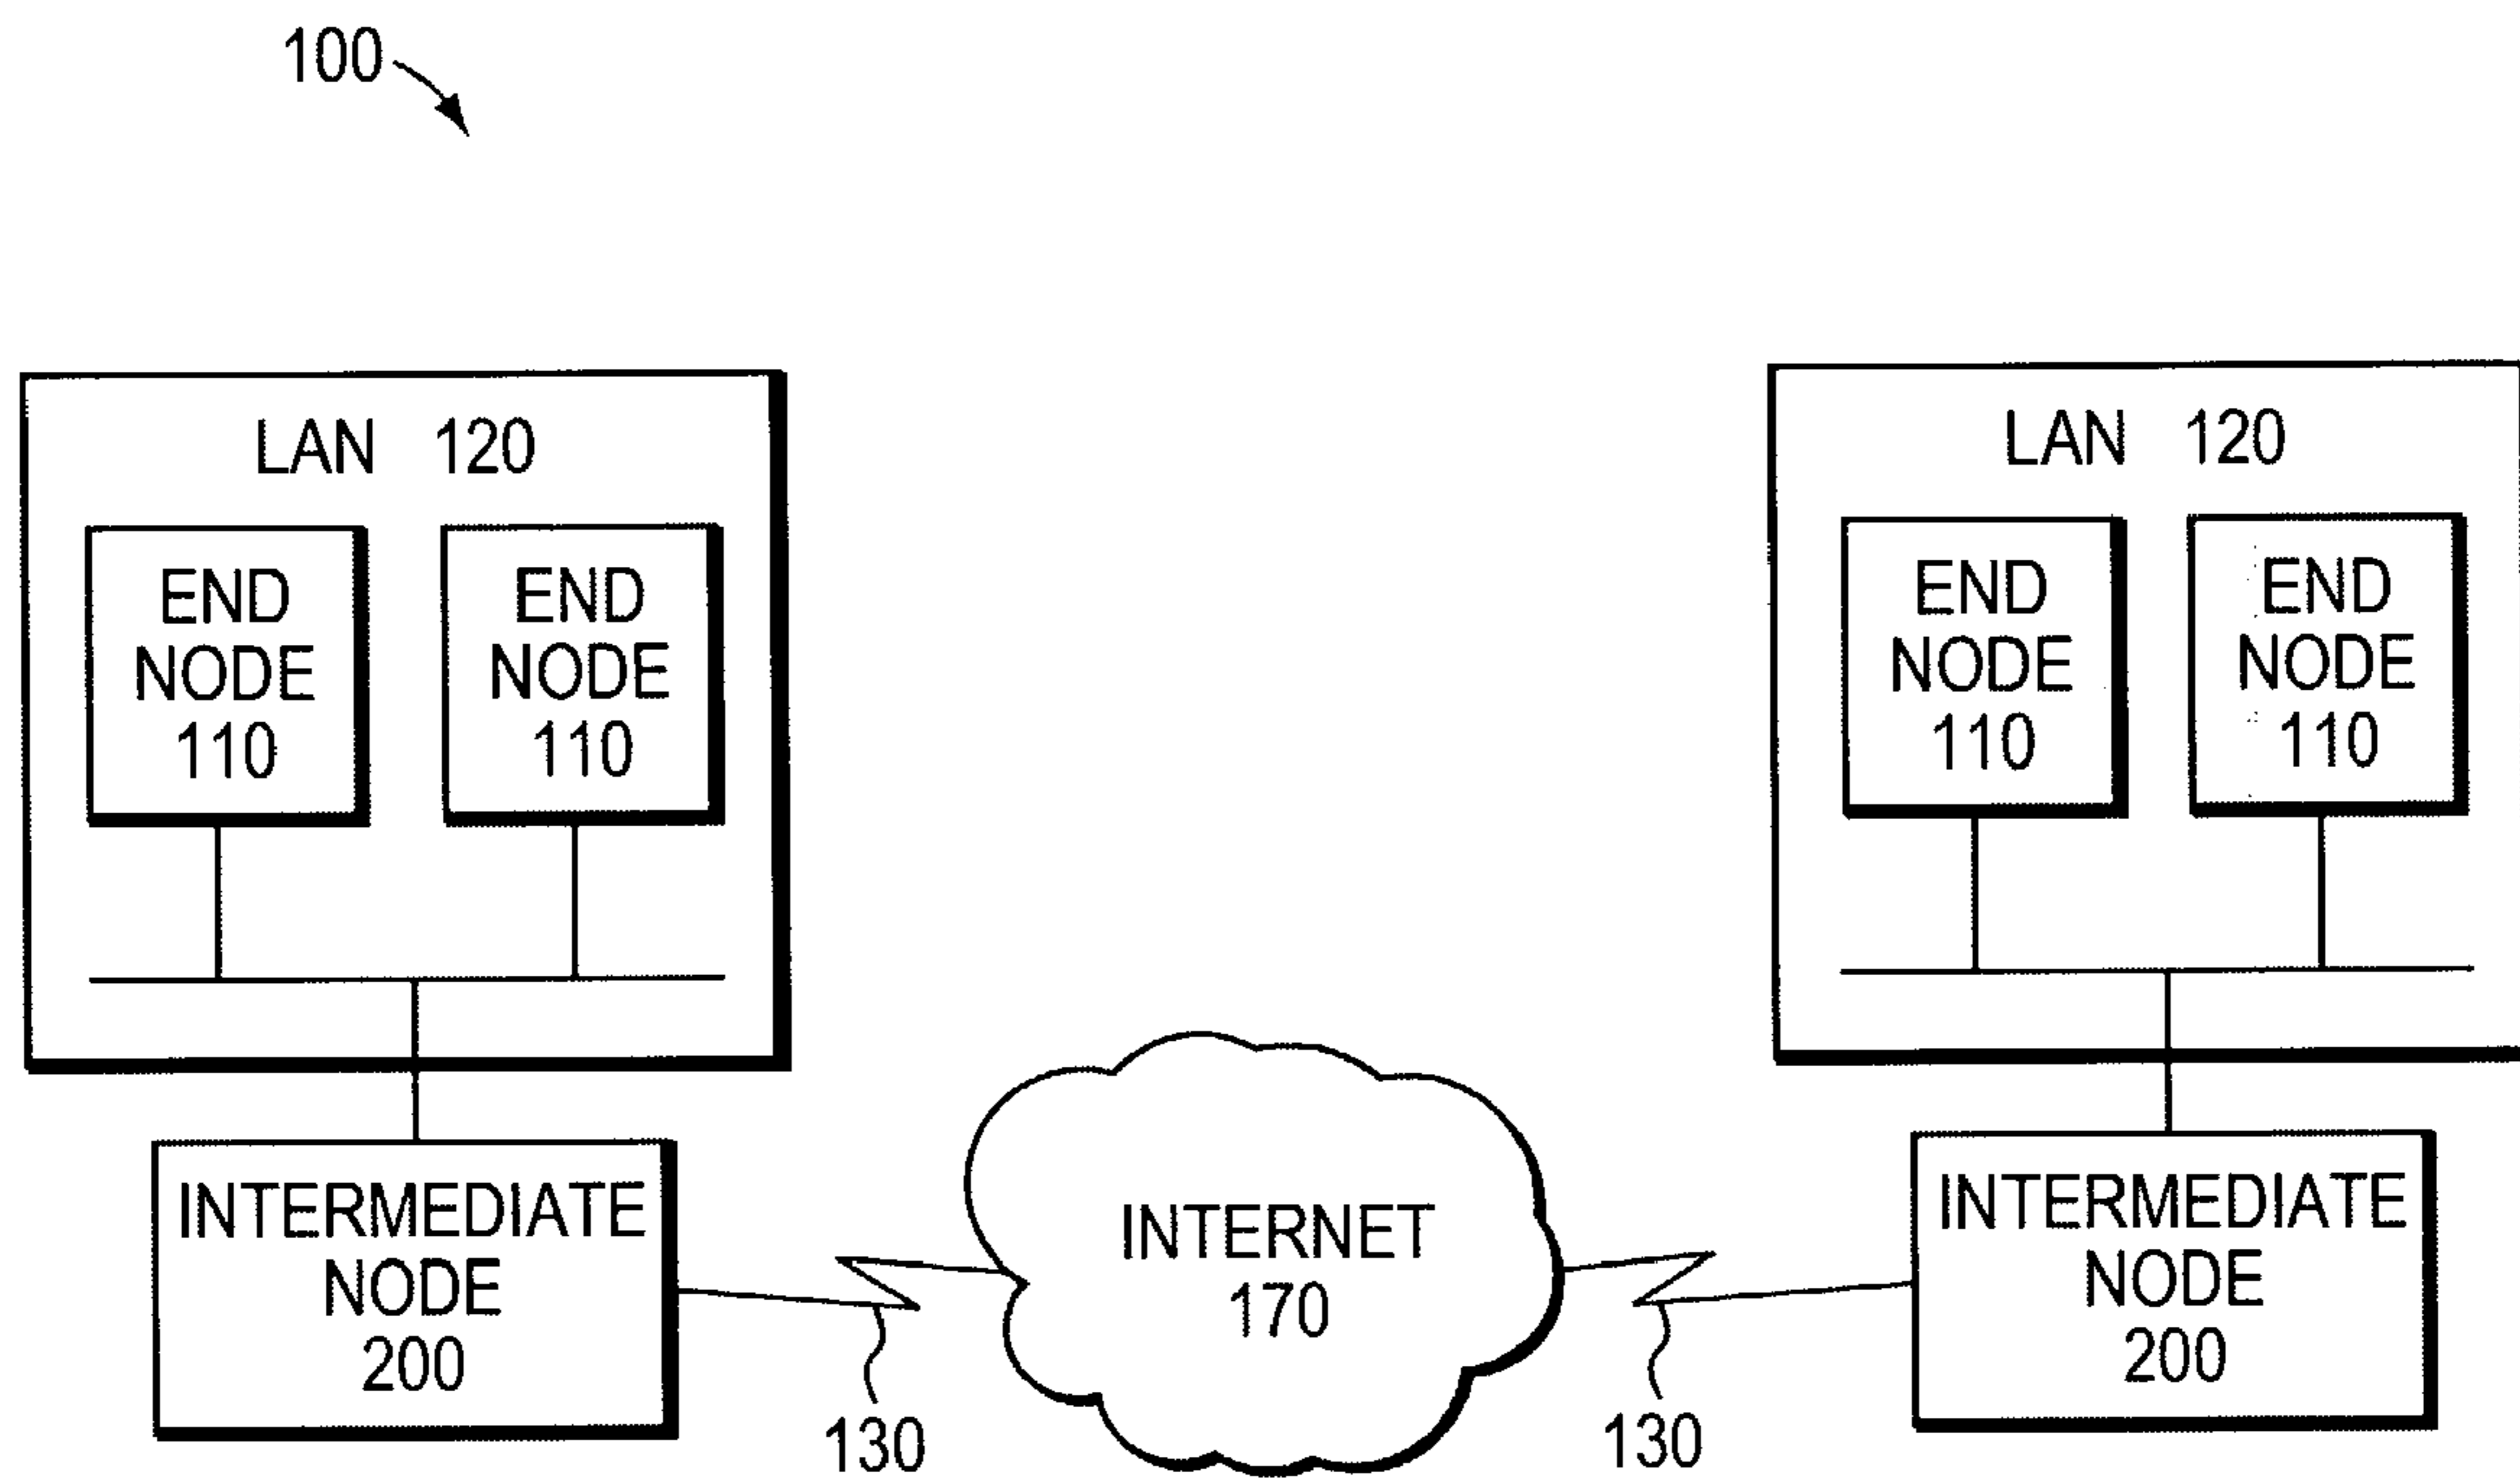 100
LAN 120
END
NODE
110
END
NODE
110
INTERMEDIATE
NODE
200
130
INTERNET
170
130
LAN 120
END
NODE
110
END
NODE
110
INTERMEDIATE
NODE
200